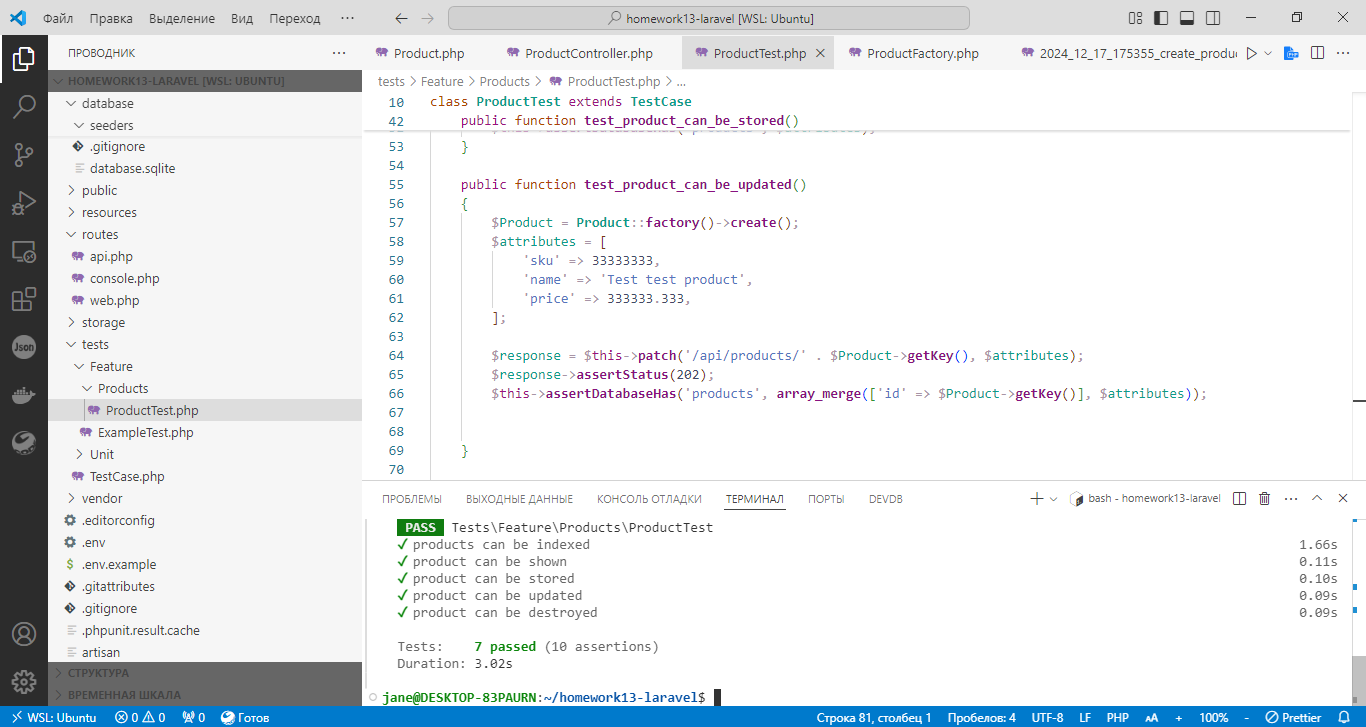 Файл Правка Выделение Вид Переход ··· homework13-laravel [WSL: Ubuntu]
ПРОВОДНИК ···
HOMEWORK13-LARAVEL [WSL: UBUNTU]
database
seeders
.gitignore
database.sqlite
public
resources
routes
api.php
console.php
web.php
storage
tests
Feature
Products
ProductTest.php
ExampleTest.php
Unit
TestCase.php
vendor
.editorconfig
.env
.env.example
.gitattributes
.gitignore
.phpunit.result.cache
artisan
СТРУКТУРА
ВРЕМЕННАЯ ШКАЛА
Json
Product.php ProductController.php ProductTest.php ProductFactory.php 2024_12_17_175355_create_produc
tests > Feature > Products > ProductTest.php > ...
10 class ProductTest extends TestCase
42 public function test_product_can_be_stored()
53 }
54
55 public function test_product_can_be_updated()
56 {
57 $Product = Product::factory()->create();
58 $attributes = [
59 'sku' => 33333333,
60 'name' => 'Test test product',
61 'price' => 333333.333,
62 ];
63
64 $response = $this->patch('/api/products/' . $Product->getKey(), $attributes);
65 $response->assertStatus(202);
66 $this->assertDatabaseHas('products', array_merge(['id' => $Product->getKey()], $attributes));
67
68
69 }
70
ПРОБЛЕМЫ ВЫХОДНЫЕ ДАННЫЕ КОНСОЛЬ ОТЛАДКИ ТЕРМИНАЛ ПОРТЫ DEVDB bash - homework13-laravel
PASS Tests\Feature\Products\ProductTest
✓ products can be indexed 1.66s
✓ product can be shown 0.11s
✓ product can be stored 0.10s
✓ product can be updated 0.09s
✓ product can be destroyed 0.09s
Tests: 7 passed (10 assertions)
Duration: 3.02s
jane@DESKTOP-83PAURN:~/homework13-laravel$
WSL: Ubuntu 0 0 0 Готов Строка 81, столбец 1 Пробелов: 4 UTF-8 LF PHP AA + 100% - Prettier